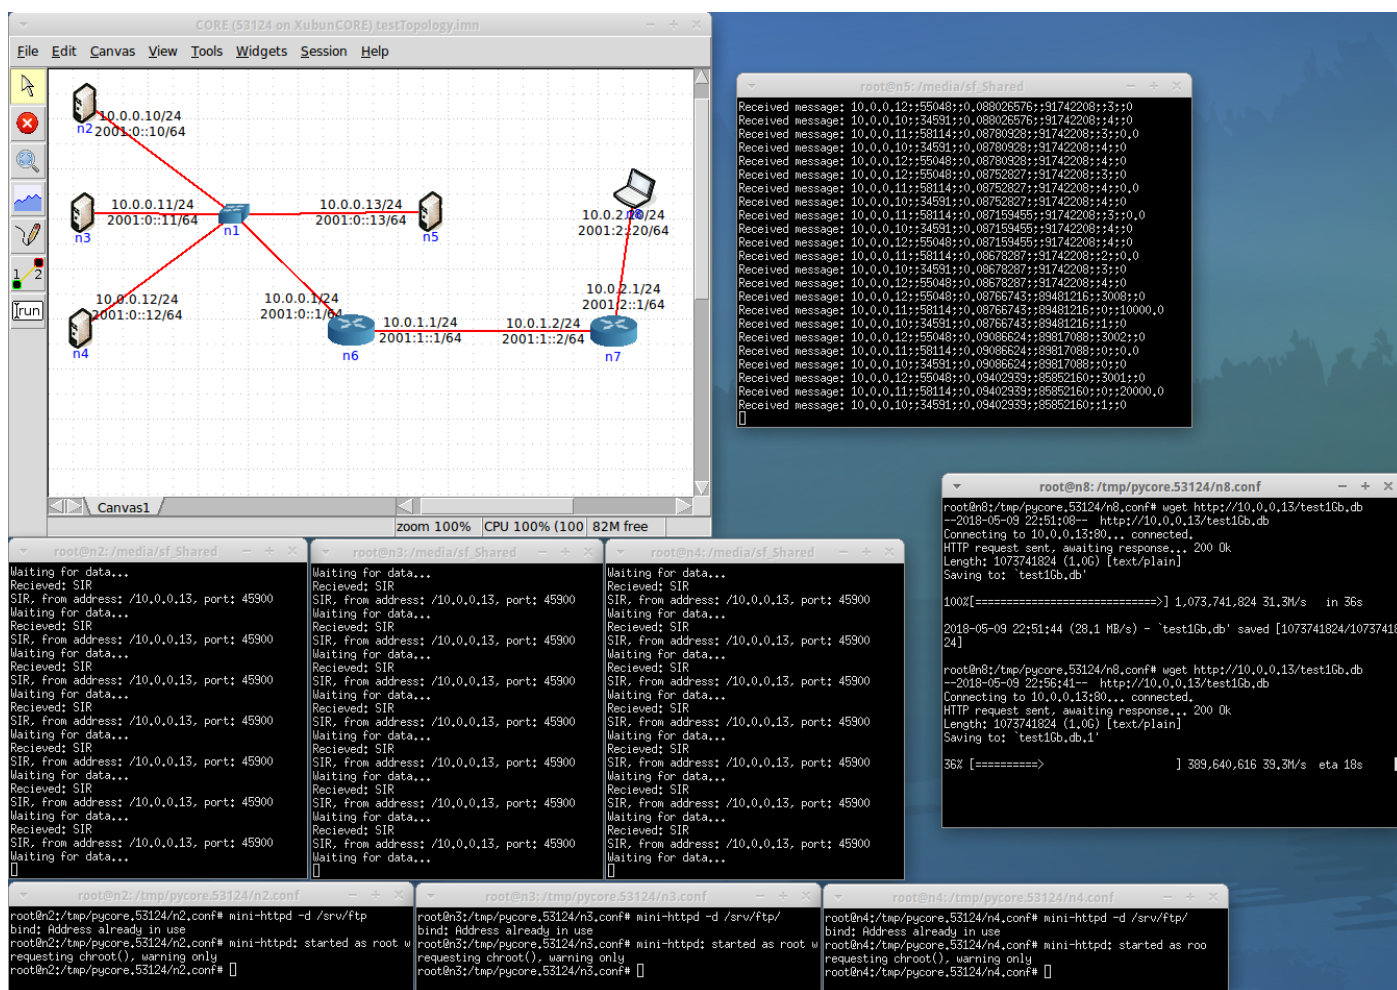 CORE (53124 on XubunCORE) testTopology.imn
File Edit Canvas View Tools Widgets Session Help
10.0.0.10/24
n2 2001:0::10/64
10.0.0.11/24
2001:0::11/64
n3
n1
10.0.0.13/24
2001:0::13/64
n5
10.0.2.20/24
2001:2::20/64
n8
10.0.0.12/24
2001:0::12/64
n4
10.0.0.1/24
2001:0::1/64
n6
10.0.1.1/24
2001:1::1/64
10.0.1.2/24
2001:1::2/64
10.0.2.1/24
2001:2::1/64
n7
1 2
run
Canvas1
zoom 100% CPU 100% (100 82M free
root@n5: /media/sf_Shared
Received message: 10.0.0.12;;55048;;0.088026576;;91742208;;3;;0
Received message: 10.0.0.10;;34591;;0.088026576;;91742208;;4;;0
Received message: 10.0.0.11;;58114;;0.08780928;;91742208;;3;;0.0
Received message: 10.0.0.10;;34591;;0.08780928;;91742208;;4;;0
Received message: 10.0.0.12;;55048;;0.08780928;;91742208;;4;;0
Received message: 10.0.0.12;;55048;;0.08752827;;91742208;;3;;0
Received message: 10.0.0.11;;58114;;0.08752827;;91742208;;4;;0.0
Received message: 10.0.0.10;;34591;;0.08752827;;91742208;;4;;0
Received message: 10.0.0.11;;58114;;0.087159455;;91742208;;3;;0.0
Received message: 10.0.0.10;;34591;;0.087159455;;91742208;;4;;0
Received message: 10.0.0.12;;55048;;0.087159455;;91742208;;4;;0
Received message: 10.0.0.11;;58114;;0.08678287;;91742208;;2;;0.0
Received message: 10.0.0.10;;34591;;0.08678287;;91742208;;3;;0
Received message: 10.0.0.12;;55048;;0.08678287;;91742208;;4;;0
Received message: 10.0.0.12;;55048;;0.08766743;;89481216;;3008;;0
Received message: 10.0.0.11;;58114;;0.08766743;;89481216;;0;;10000.0
Received message: 10.0.0.10;;34591;;0.08766743;;89481216;;1;;0
Received message: 10.0.0.12;;55048;;0.09086624;;89817088;;3002;;0
Received message: 10.0.0.11;;58114;;0.09086624;;89817088;;0;;0.0
Received message: 10.0.0.10;;34591;;0.09086624;;89817088;;0;;0
Received message: 10.0.0.12;;55048;;0.09402939;;85852160;;3001;;0
Received message: 10.0.0.11;;58114;;0.09402939;;85852160;;0;;20000.0
Received message: 10.0.0.10;;34591;;0.09402939;;85852160;;1;;0
root@n8: /tmp/pycore.53124/n8.conf
root@n8:/tmp/pycore.53124/n8.conf# wget http://10.0.0.13/test1Gb.db
--2018-05-09 22:51:08--  http://10.0.0.13/test1Gb.db
Connecting to 10.0.0.13:80... connected.
HTTP request sent, awaiting response... 200 Ok
Length: 1073741824 (1.0G) [text/plain]
Saving to: `test1Gb.db'
100%[=============================>] 1,073,741,824 31.3M/s   in 36s
2018-05-09 22:51:44 (28.1 MB/s) - `test1Gb.db' saved [1073741824/10737418
24]
root@n8:/tmp/pycore.53124/n8.conf# wget http://10.0.0.13/test1Gb.db
--2018-05-09 22:56:41--  http://10.0.0.13/test1Gb.db
Connecting to 10.0.0.13:80... connected.
HTTP request sent, awaiting response... 200 Ok
Length: 1073741824 (1.0G) [text/plain]
Saving to: `test1Gb.db.1'
36% [==========>                    ] 389,640,616 39.3M/s  eta 18s
root@n2: /media/sf_Shared
Waiting for data...
Recieved: SIR
SIR, from address: /10.0.0.13, port: 45900
Waiting for data...
Recieved: SIR
SIR, from address: /10.0.0.13, port: 45900
Waiting for data...
Recieved: SIR
SIR, from address: /10.0.0.13, port: 45900
Waiting for data...
Recieved: SIR
SIR, from address: /10.0.0.13, port: 45900
Waiting for data...
Recieved: SIR
SIR, from address: /10.0.0.13, port: 45900
Waiting for data...
Recieved: SIR
SIR, from address: /10.0.0.13, port: 45900
Waiting for data...
Recieved: SIR
SIR, from address: /10.0.0.13, port: 45900
Waiting for data...
root@n3: /media/sf_Shared
Waiting for data...
Recieved: SIR
SIR, from address: /10.0.0.13, port: 45900
Waiting for data...
Recieved: SIR
SIR, from address: /10.0.0.13, port: 45900
Waiting for data...
Recieved: SIR
SIR, from address: /10.0.0.13, port: 45900
Waiting for data...
Recieved: SIR
SIR, from address: /10.0.0.13, port: 45900
Waiting for data...
Recieved: SIR
SIR, from address: /10.0.0.13, port: 45900
Waiting for data...
Recieved: SIR
SIR, from address: /10.0.0.13, port: 45900
Waiting for data...
Recieved: SIR
SIR, from address: /10.0.0.13, port: 45900
Waiting for data...
root@n4: /media/sf_Shared
Waiting for data...
Recieved: SIR
SIR, from address: /10.0.0.13, port: 45900
Waiting for data...
Recieved: SIR
SIR, from address: /10.0.0.13, port: 45900
Waiting for data...
Recieved: SIR
SIR, from address: /10.0.0.13, port: 45900
Waiting for data...
Recieved: SIR
SIR, from address: /10.0.0.13, port: 45900
Waiting for data...
Recieved: SIR
SIR, from address: /10.0.0.13, port: 45900
Waiting for data...
Recieved: SIR
SIR, from address: /10.0.0.13, port: 45900
Waiting for data...
Recieved: SIR
SIR, from address: /10.0.0.13, port: 45900
Waiting for data...
root@n2: /tmp/pycore.53124/n2.conf
root@n2:/tmp/pycore.53124/n2.conf# mini-httpd -d /srv/ftp
bind: Address already in use
root@n2:/tmp/pycore.53124/n2.conf# mini-httpd: started as root w
requesting chroot(), warning only
root@n2:/tmp/pycore.53124/n2.conf#
root@n3: /tmp/pycore.53124/n3.conf
root@n3:/tmp/pycore.53124/n3.conf# mini-httpd -d /srv/ftp/
bind: Address already in use
root@n3:/tmp/pycore.53124/n3.conf# mini-httpd: started as root w
requesting chroot(), warning only
root@n3:/tmp/pycore.53124/n3.conf#
root@n4: /tmp/pycore.53124/n4.conf
root@n4:/tmp/pycore.53124/n4.conf# mini-httpd -d /srv/ftp/
bind: Address already in use
root@n4:/tmp/pycore.53124/n4.conf# mini-httpd: started as roo
requesting chroot(), warning only
root@n4:/tmp/pycore.53124/n4.conf#